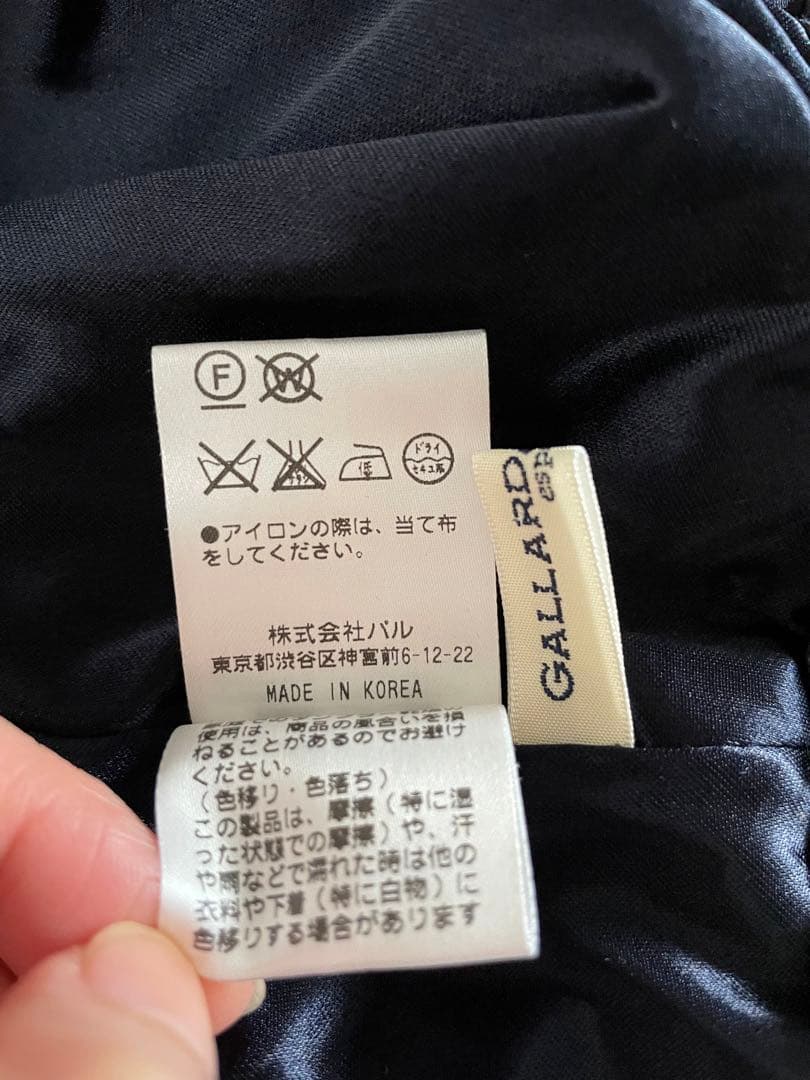 F W
低 ドライ セキユ系
●アイロンの際は、当て布
をしてください。
株式会社パル
東京都渋谷区神宮前6-12-22
MADE IN KOREA
使用は、商品の風合いを損
ねることがあるのでお避け
ください。
(色移り・色落ち)
この製品は、摩擦(特に湿
った状態での摩擦)や、汗
や雨などで濡れた時は他の
衣料や下着(特に白物)に
色移りする場合があります
GALLARD
esp